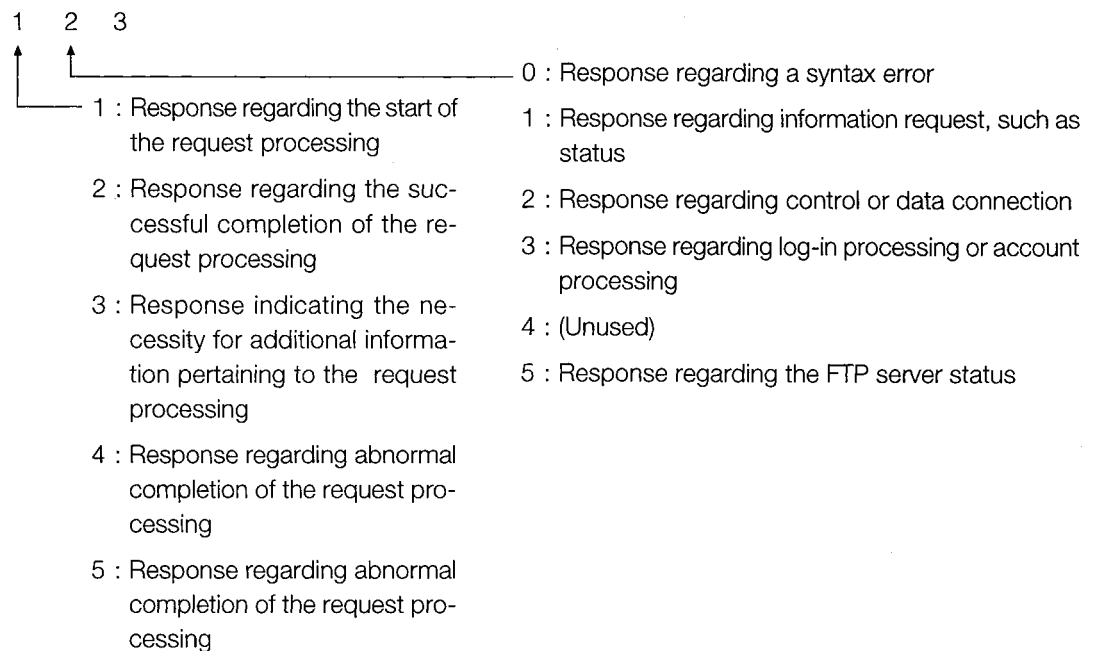 1 2 3
1 : Response regarding the start of
the request processing
2 : Response regarding the suc-
cessful completion of the re-
quest processing
3 : Response indicating the ne-
cessity for additional informa-
tion pertaining to the request
processing
4 : Response regarding abnormal
completion of the request pro-
cessing
5 : Response regarding abnormal
completion of the request pro-
cessing
0 : Response regarding a syntax error
1 : Response regarding information request, such as
status
2 : Response regarding control or data connection
3 : Response regarding log-in processing or account
processing
4 : (Unused)
5 : Response regarding the FTP server status